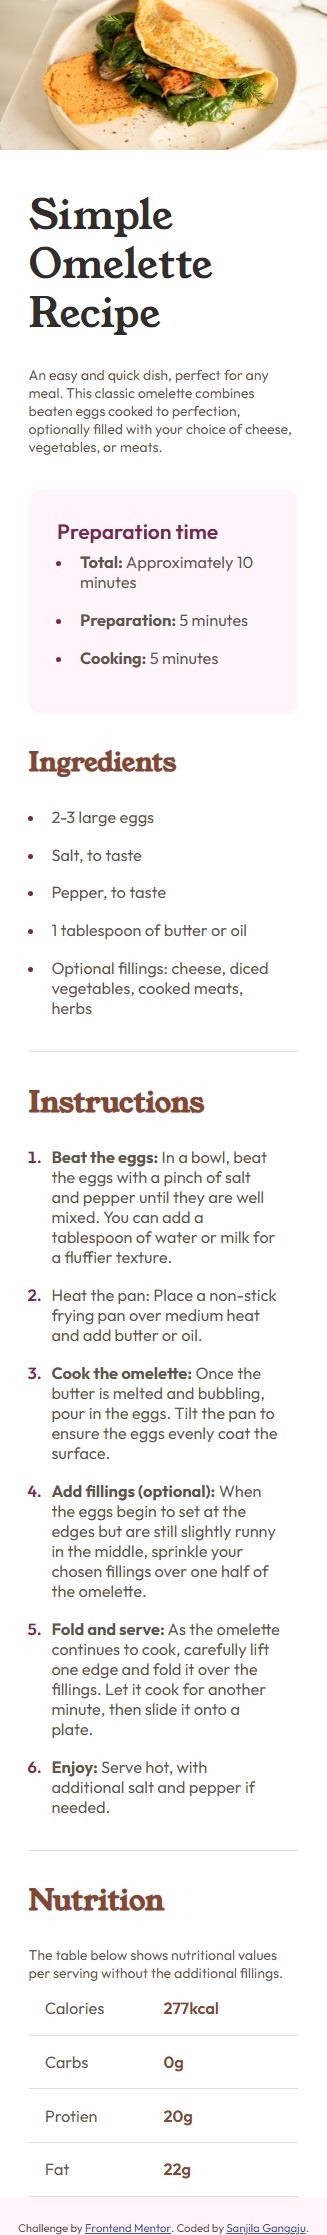 Simple
Omelette
Recipe
An easy and quick dish, perfect for any
meal. This classic omelette combines
beaten eggs cooked to perfection,
optionally filled with your choice of cheese,
vegetables, or meats.
Preparation time
• Total: Approximately 10
minutes
• Preparation: 5 minutes
• Cooking: 5 minutes
Ingredients
• 2-3 large eggs
• Salt, to taste
• Pepper, to taste
• 1 tablespoon of butter or oil
• Optional fillings: cheese, diced
vegetables, cooked meats,
herbs
Instructions
1. Beat the eggs: In a bowl, beat
the eggs with a pinch of salt
and pepper until they are well
mixed. You can add a
tablespoon of water or milk for
a fluffier texture.
2. Heat the pan: Place a non-stick
frying pan over medium heat
and add butter or oil.
3. Cook the omelette: Once the
butter is melted and bubbling,
pour in the eggs. Tilt the pan to
ensure the eggs evenly coat the
surface.
4. Add fillings (optional): When
the eggs begin to set at the
edges but are still slightly runny
in the middle, sprinkle your
chosen fillings over one half of
the omelette.
5. Fold and serve: As the omelette
continues to cook, carefully lift
one edge and fold it over the
fillings. Let it cook for another
minute, then slide it onto a
plate.
6. Enjoy: Serve hot, with
additional salt and pepper if
needed.
Nutrition
The table below shows nutritional values
per serving without the additional fillings.
Calories 277kcal
Carbs 0g
Protien 20g
Fat 22g
Challenge by Frontend Mentor. Coded by Sanjila Gangaju.